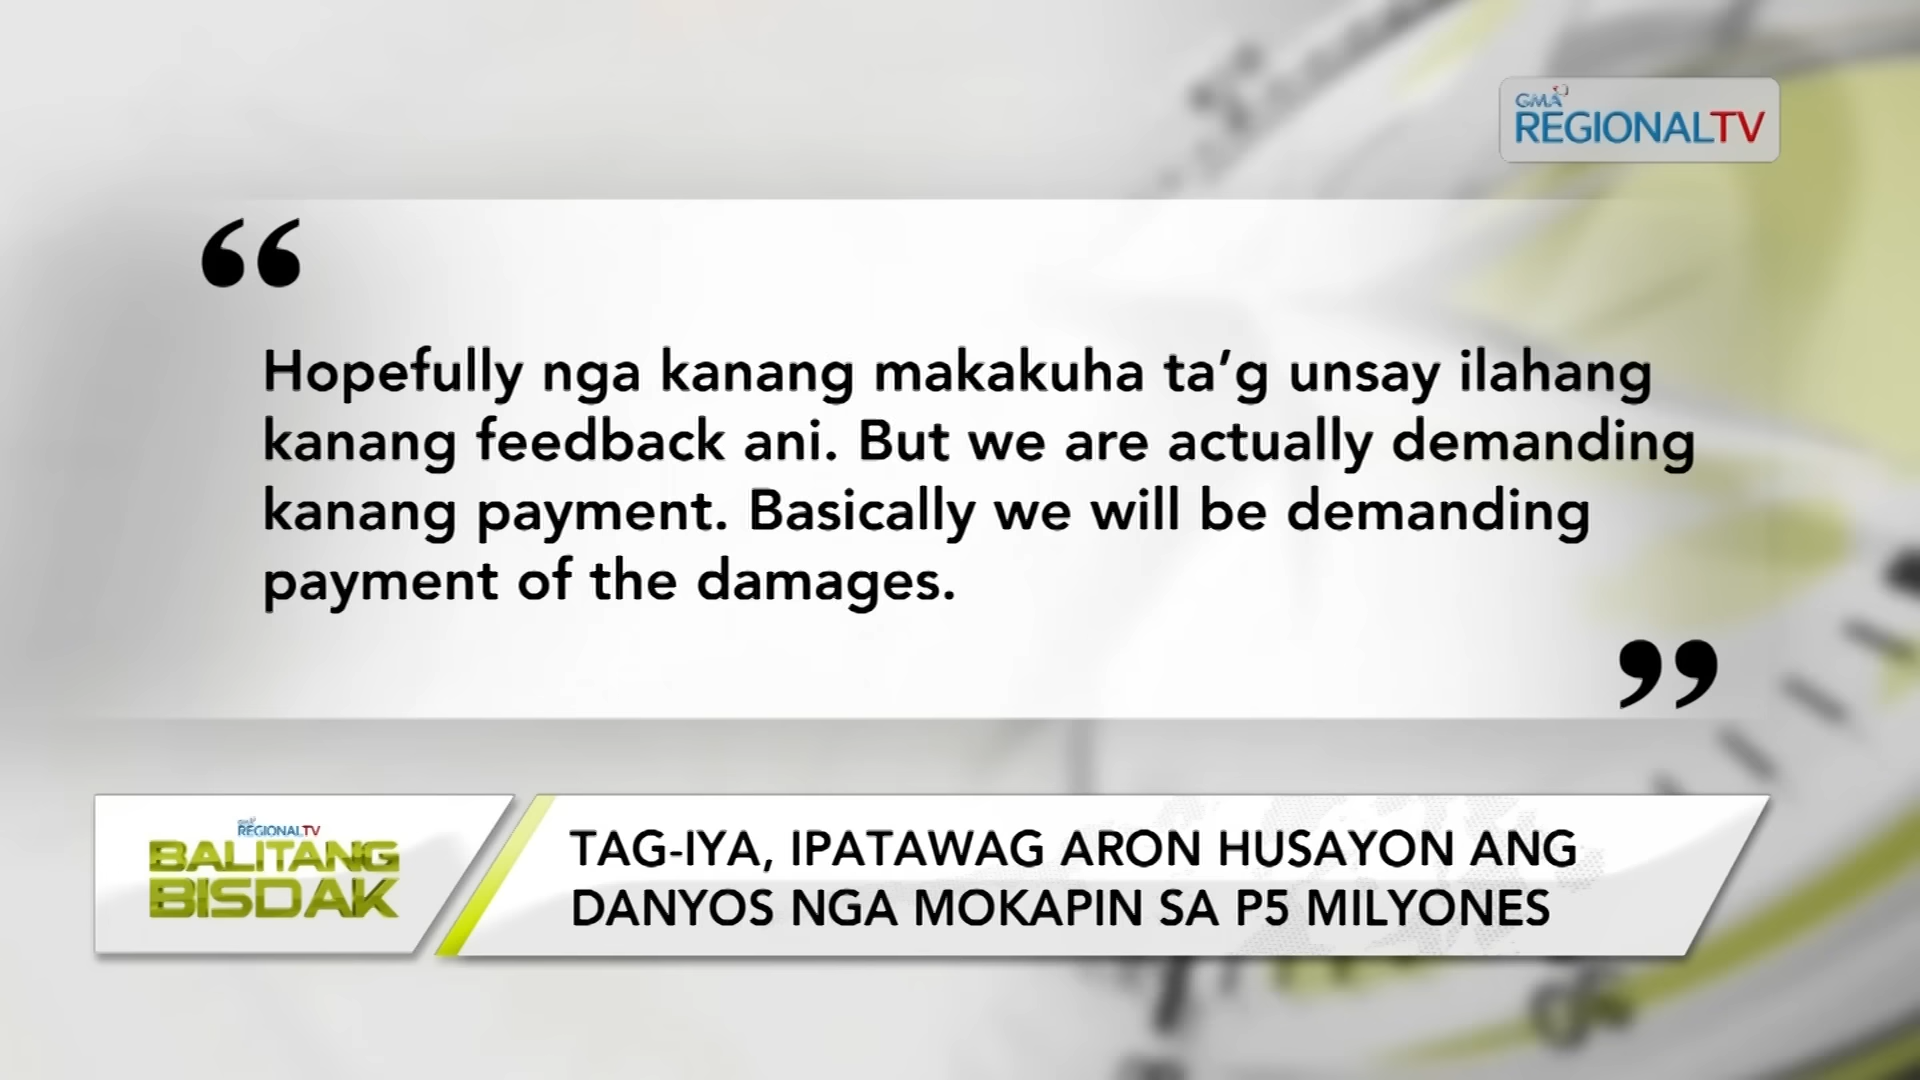 GMA
REGIONALTV
“
Hopefully nga kanang makakuha ta’g unsay ilahang
kanang feedback ani. But we are actually demanding
kanang payment. Basically we will be demanding
payment of the damages.
”
GMA
REGIONALTV
BALITANG
BISDAK
TAG-IYA, IPATAWAG ARON HUSAYON ANG
DANYOS NGA MOKAPIN SA P5 MILYONES